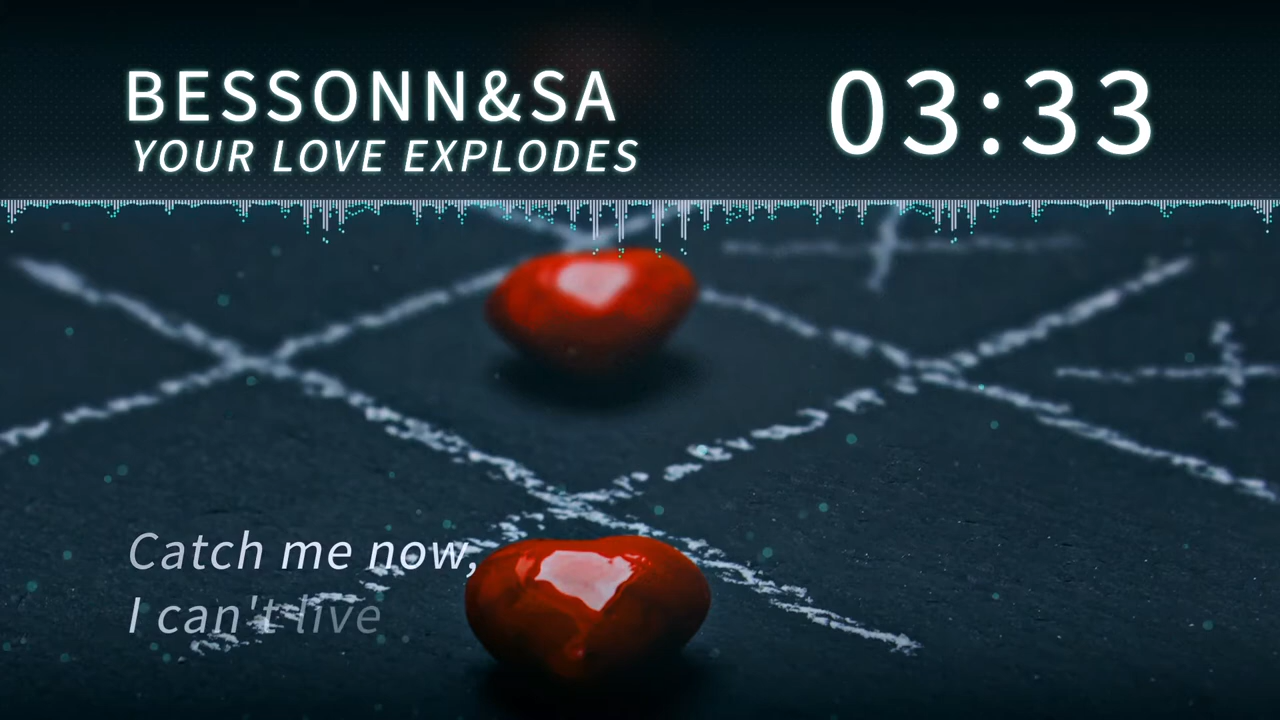 BESSONN&SA
YOUR LOVE EXPLODES
03:33
Catch me now,
I can't live